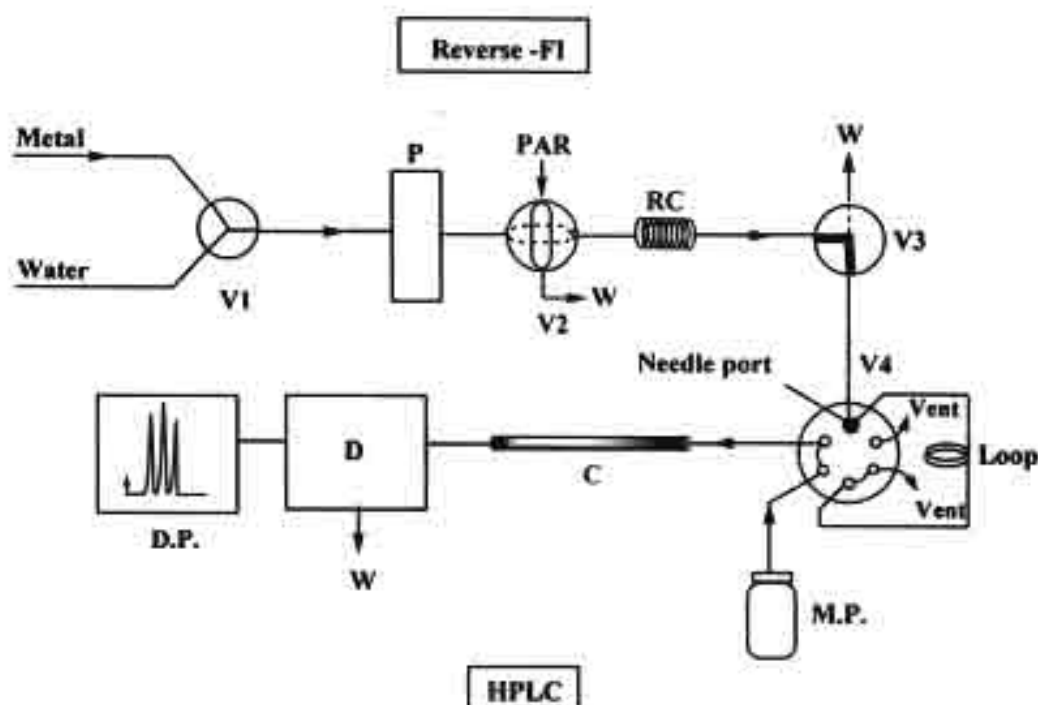 Reverse -FI
Metal
P
PAR
W
RC
V3
Water
V1
W
V2
Needle port
V4
Vent
D
C
Loop
Vent
D.P.
W
M.P.
HPLC